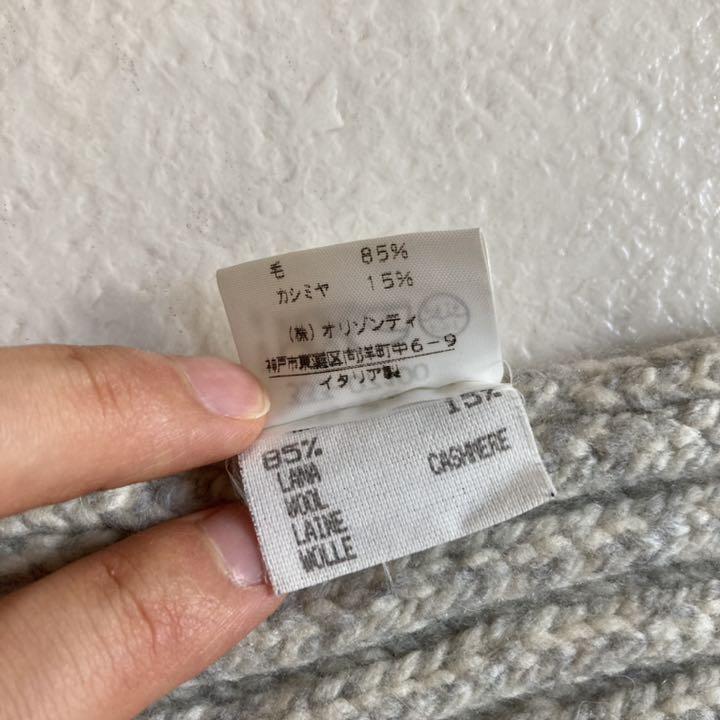 毛 85%
カシミヤ 15%
(株)オリゾンティ
神戸市東灘区向洋町中6-9
イタリア製
15%
85%
LANA
WOOL
LAINE
WOLLE
CASHMERE